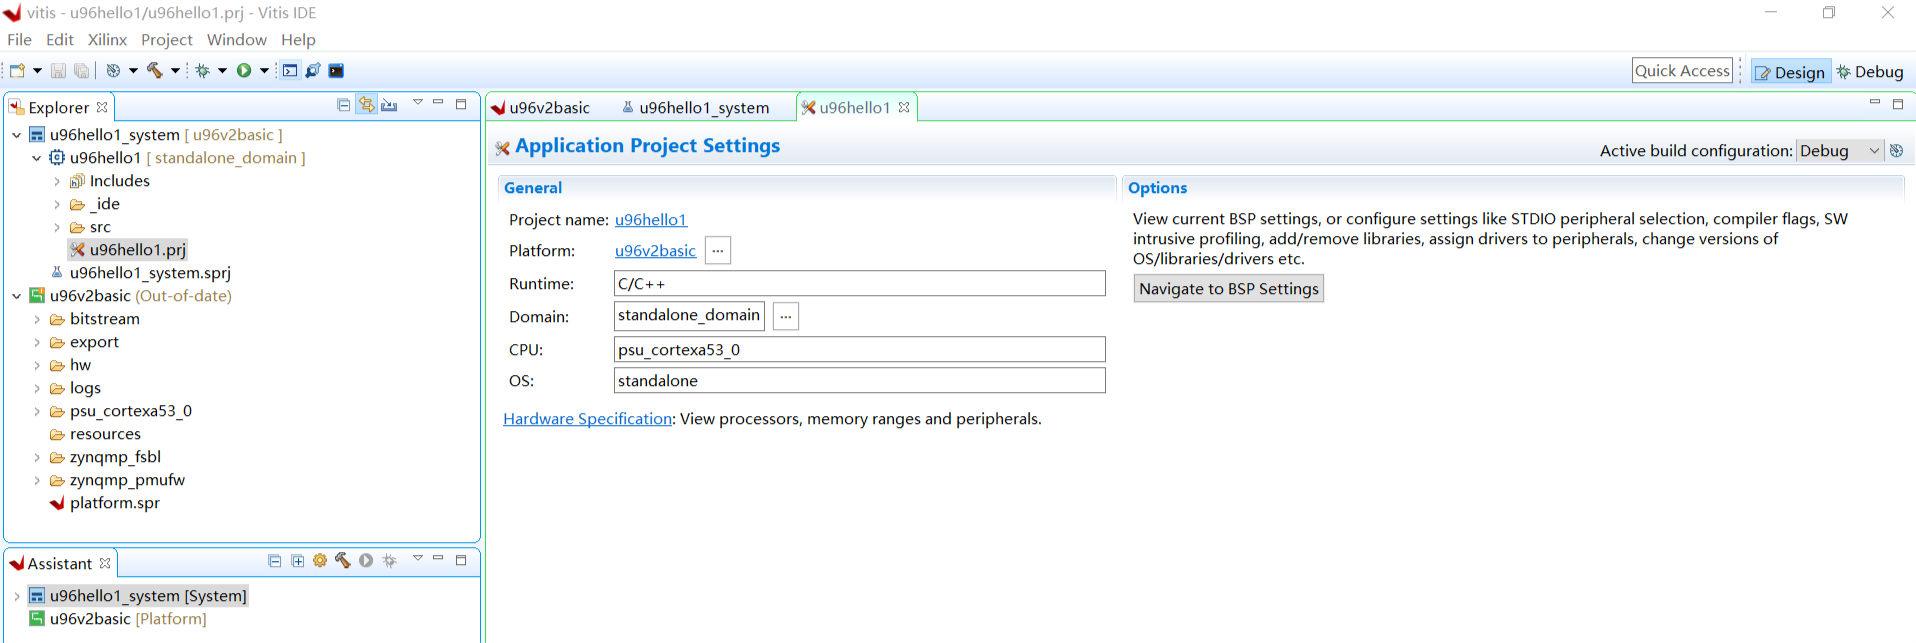 vitis - u96hello1/u96hello1.prj - Vitis IDE
File Edit Xilinx Project Window Help
Quick Access Design Debug
Explorer
u96hello1_system [ u96v2basic ]
u96hello1 [ standalone_domain ]
Includes
_ide
src
u96hello1.prj
u96hello1_system.sprj
u96v2basic (Out-of-date)
bitstream
export
hw
logs
psu_cortexa53_0
resources
zynqmp_fsbl
zynqmp_pmufw
platform.spr
Assistant
u96hello1_system [System]
u96v2basic [Platform]
u96v2basic u96hello1_system u96hello1
Application Project Settings
Active build configuration: Debug
General
Project name: u96hello1
Platform: u96v2basic ...
Runtime: C/C++
Domain: standalone_domain ...
CPU: psu_cortexa53_0
OS: standalone
Hardware Specification: View processors, memory ranges and peripherals.
Options
View current BSP settings, or configure settings like STDIO peripheral selection, compiler flags, SW
intrusive profiling, add/remove libraries, assign drivers to peripherals, change versions of
OS/libraries/drivers etc.
Navigate to BSP Settings